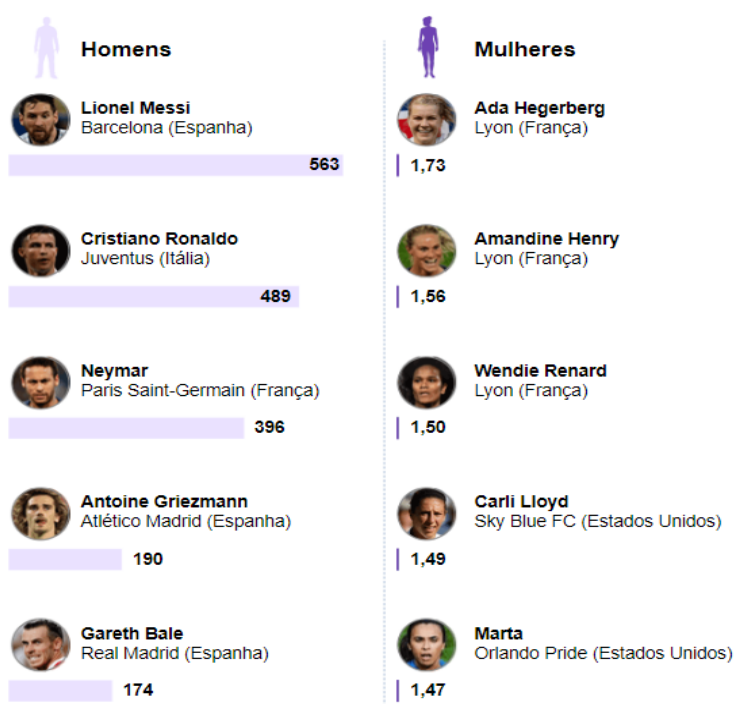 Homens
Mulheres
Lionel Messi
Barcelona (Espanha)
563
Ada Hegerberg
Lyon (França)
1,73
Cristiano Ronaldo
Juventus (Itália)
489
Amandine Henry
Lyon (França)
1,56
Neymar
Paris Saint-Germain (França)
396
Wendie Renard
Lyon (França)
1,50
Antoine Griezmann
Atlético Madrid (Espanha)
190
Carli Lloyd
Sky Blue FC (Estados Unidos)
1,49
Gareth Bale
Real Madrid (Espanha)
174
Marta
Orlando Pride (Estados Unidos)
1,47